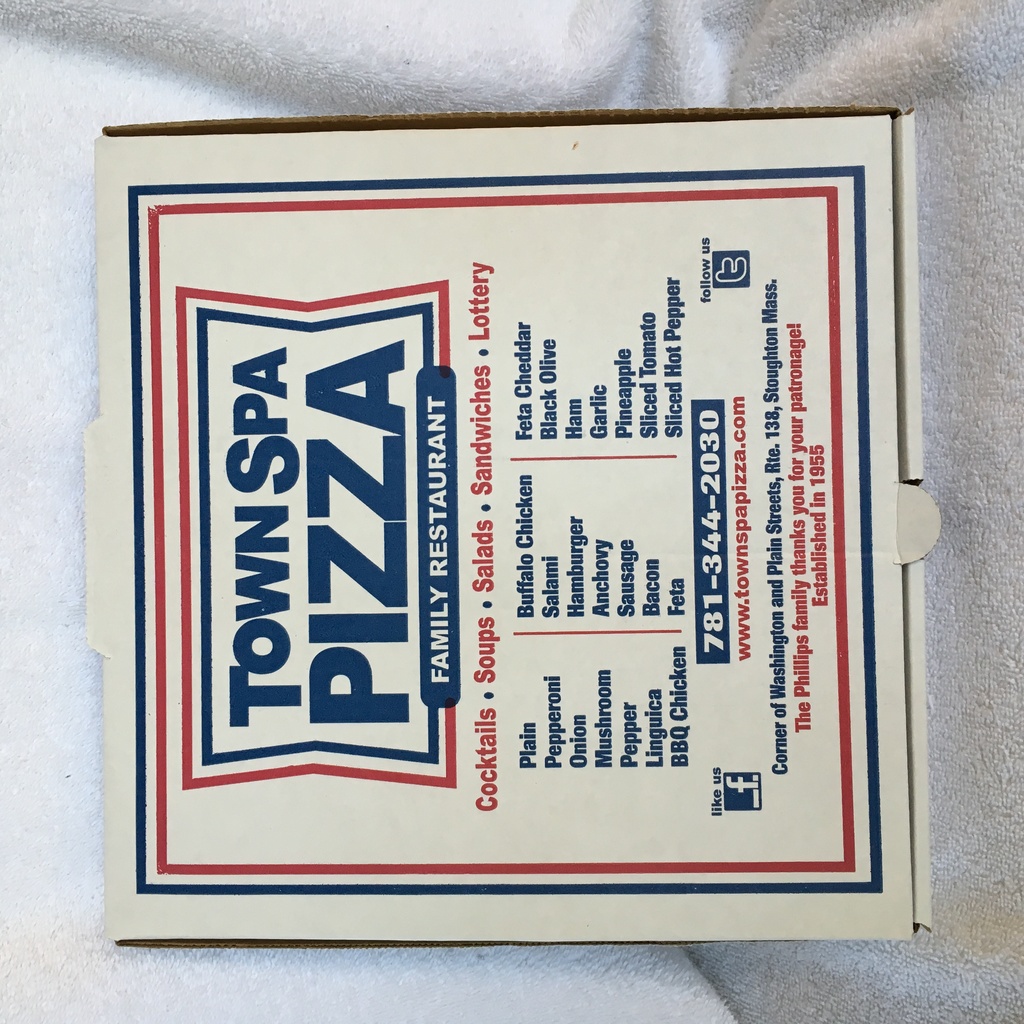 TOWN SPA
PIZZA
FAMILY RESTAURANT
Cocktails • Soups • Salads • Sandwiches • Lottery
Plain
Pepperoni
Onion
Mushroom
Pepper
Linguica
BBQ Chicken
Buffalo Chicken
Salami
Hamburger
Anchovy
Sausage
Bacon
Feta
Feta Cheddar
Black Olive
Ham
Garlic
Pineapple
Sliced Tomato
Sliced Hot Pepper
like us
f
781-344-2030
www.townspapizza.com
follow us
t
Corner of Washington and Plain Streets, Rte. 138, Stoughton Mass.
The Phillips family thanks you for your patronage!
Established in 1955